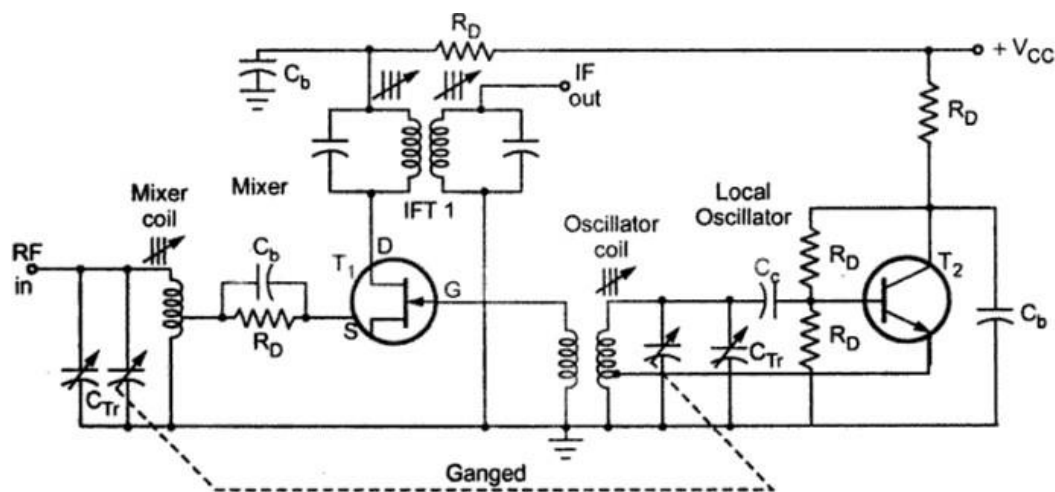 R_D
+ V_CC
C_b
IF
out
R_D
Mixer
Mixer
coil
IFT 1
Local
Oscillator
Oscillator
coil
RF
in
C_b
R_D
T_1
D
G
S
C_c
R_D
T_2
C_b
R_D
C_Tr
C_Tr
Ganged